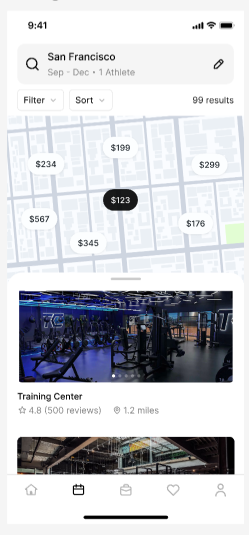 9:41
San Francisco
Sep - Dec • 1 Athlete
Filter
Sort
99 results
$199
$234
$299
$123
$567
$176
$345
Training Center
4.8 (500 reviews)
1.2 miles